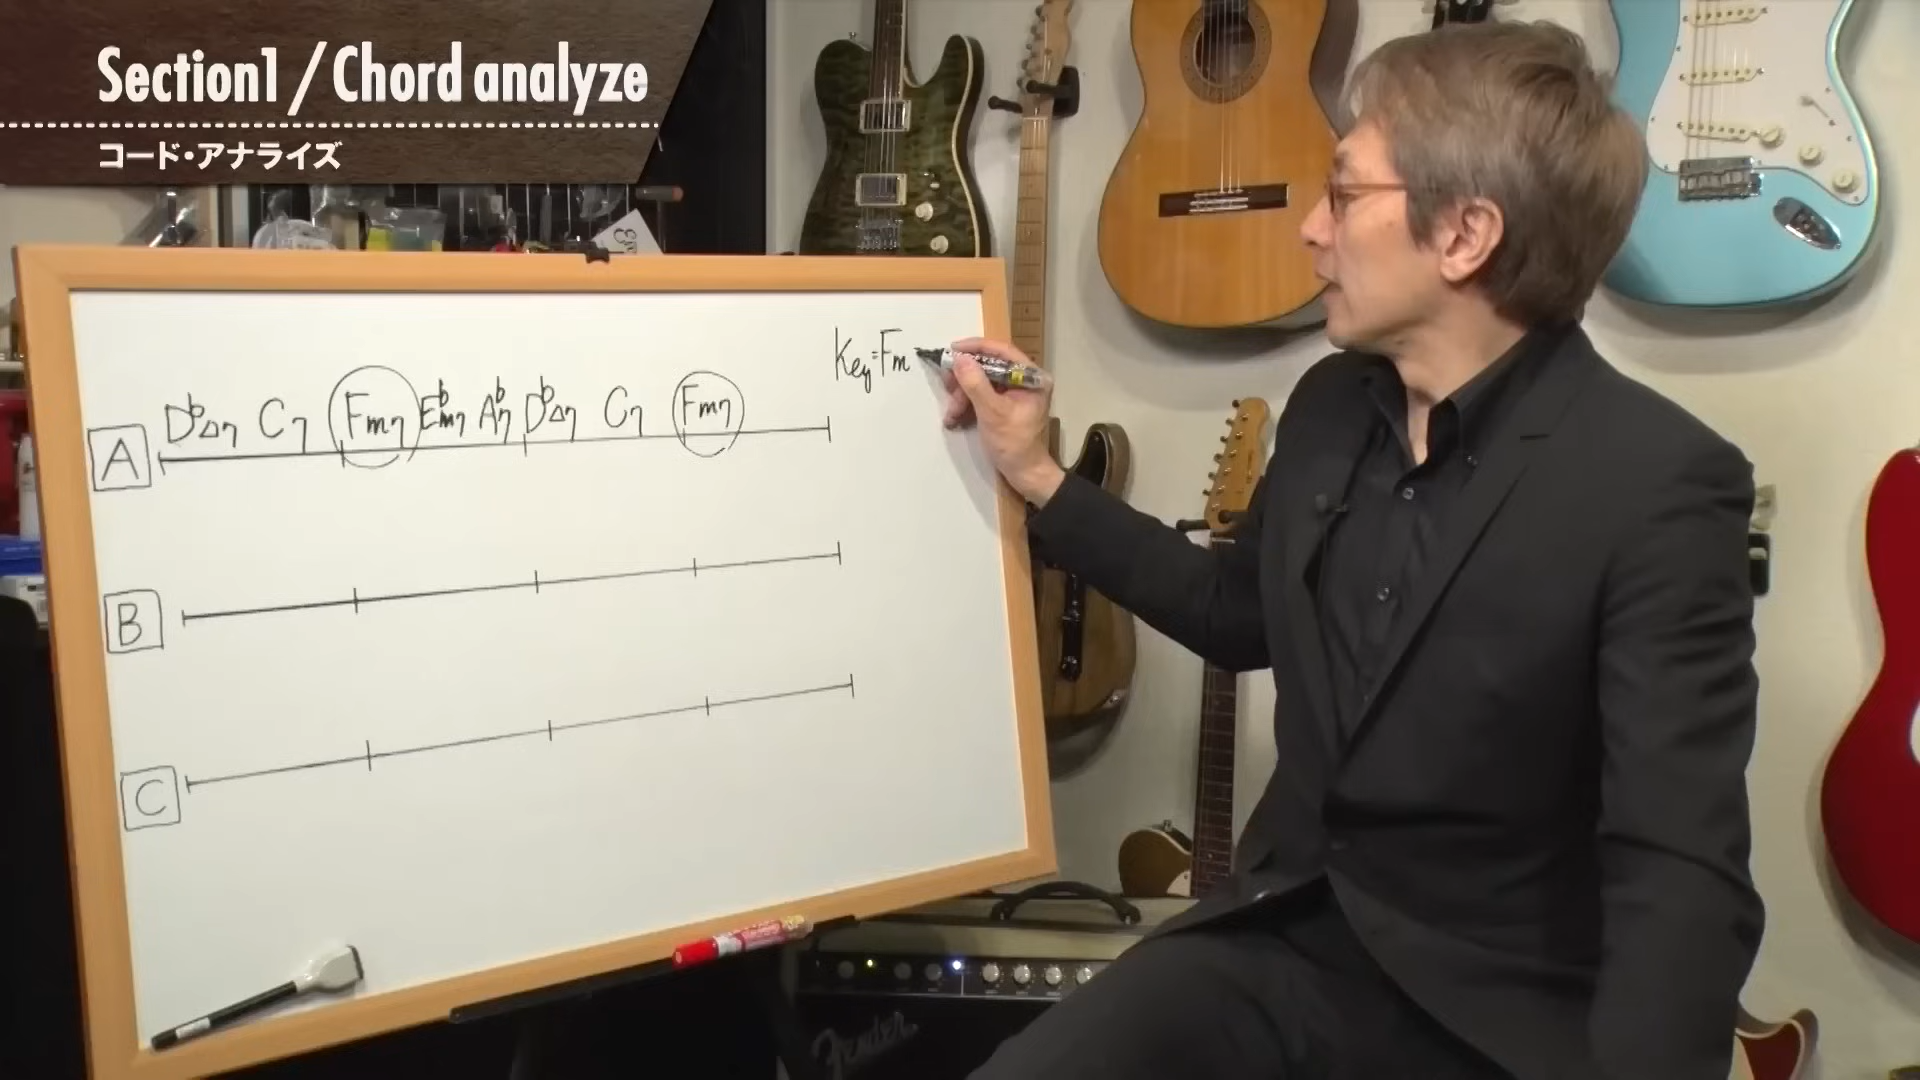 Section1 / Chord analyze
コード・アナライズ
Key=Fm
A D♭△7 C7 Fm7 E♭m7 A♭7 D♭△7 C7 Fm7
B
C
Fender